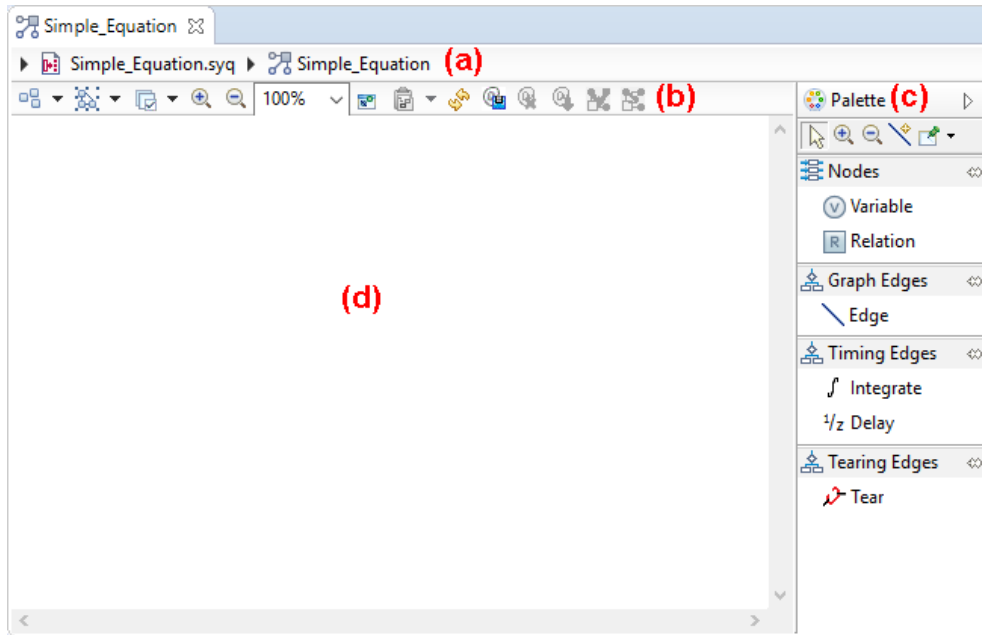 Simple_Equation
Simple_Equation.syq Simple_Equation (a)
100% (b)
Palette (c)
Nodes
V Variable
R Relation
Graph Edges
Edge
(d)
Timing Edges
∫ Integrate
1/z Delay
Tearing Edges
Tear